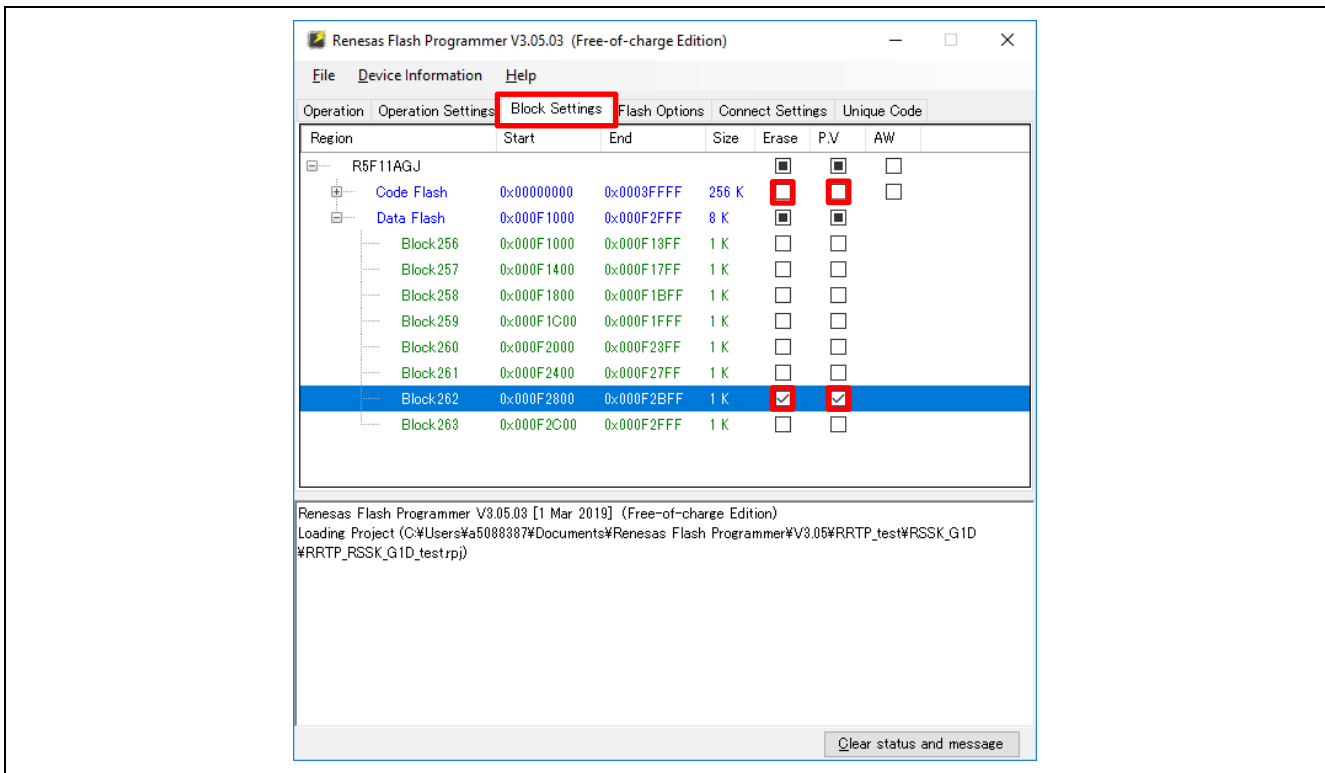 Renesas Flash Programmer V3.05.03 (Free-of-charge Edition)
File Device Information Help
Operation Operation Settings Block Settings Flash Options Connect Settings Unique Code
Region Start End Size Erase P.V AW
R5F11AGJ
Code Flash 0x00000000 0x0003FFFF 256 K
Data Flash 0x000F1000 0x000F2FFF 8 K
Block256 0x000F1000 0x000F13FF 1 K
Block257 0x000F1400 0x000F17FF 1 K
Block258 0x000F1800 0x000F1BFF 1 K
Block259 0x000F1C00 0x000F1FFF 1 K
Block260 0x000F2000 0x000F23FF 1 K
Block261 0x000F2400 0x000F27FF 1 K
Block262 0x000F2800 0x000F2BFF 1 K
Block263 0x000F2C00 0x000F2FFF 1 K
Renesas Flash Programmer V3.05.03 [1 Mar 2019] (Free-of-charge Edition)
Loading Project (C:¥Users¥a5088387¥Documents¥Renesas Flash Programmer¥V3.05¥RRTP_test¥RSSK_G1D
¥RRTP_RSSK_G1D_test.rpj)
Clear status and message